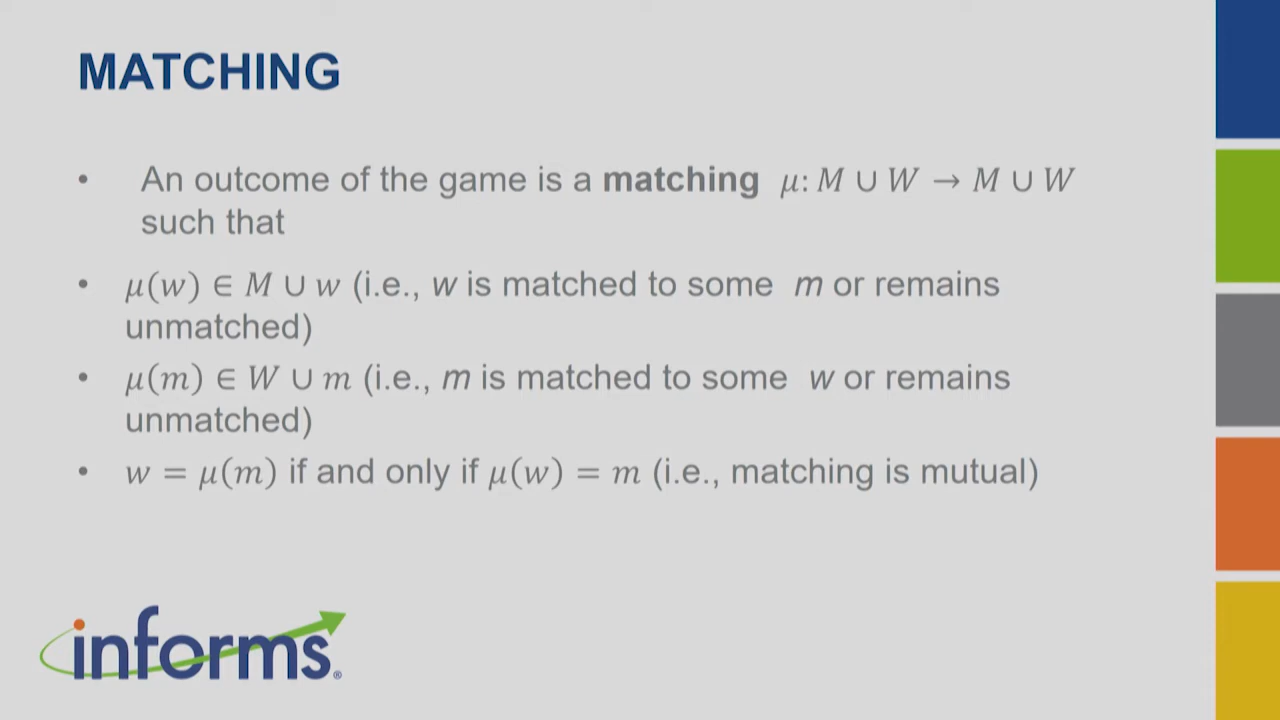 MATCHING
• An outcome of the game is a matching μ: M ∪ W → M ∪ W
such that
• μ(w) ∈ M ∪ w (i.e., w is matched to some m or remains
unmatched)
• μ(m) ∈ W ∪ m (i.e., m is matched to some w or remains
unmatched)
• w = μ(m) if and only if μ(w) = m (i.e., matching is mutual)
informs®